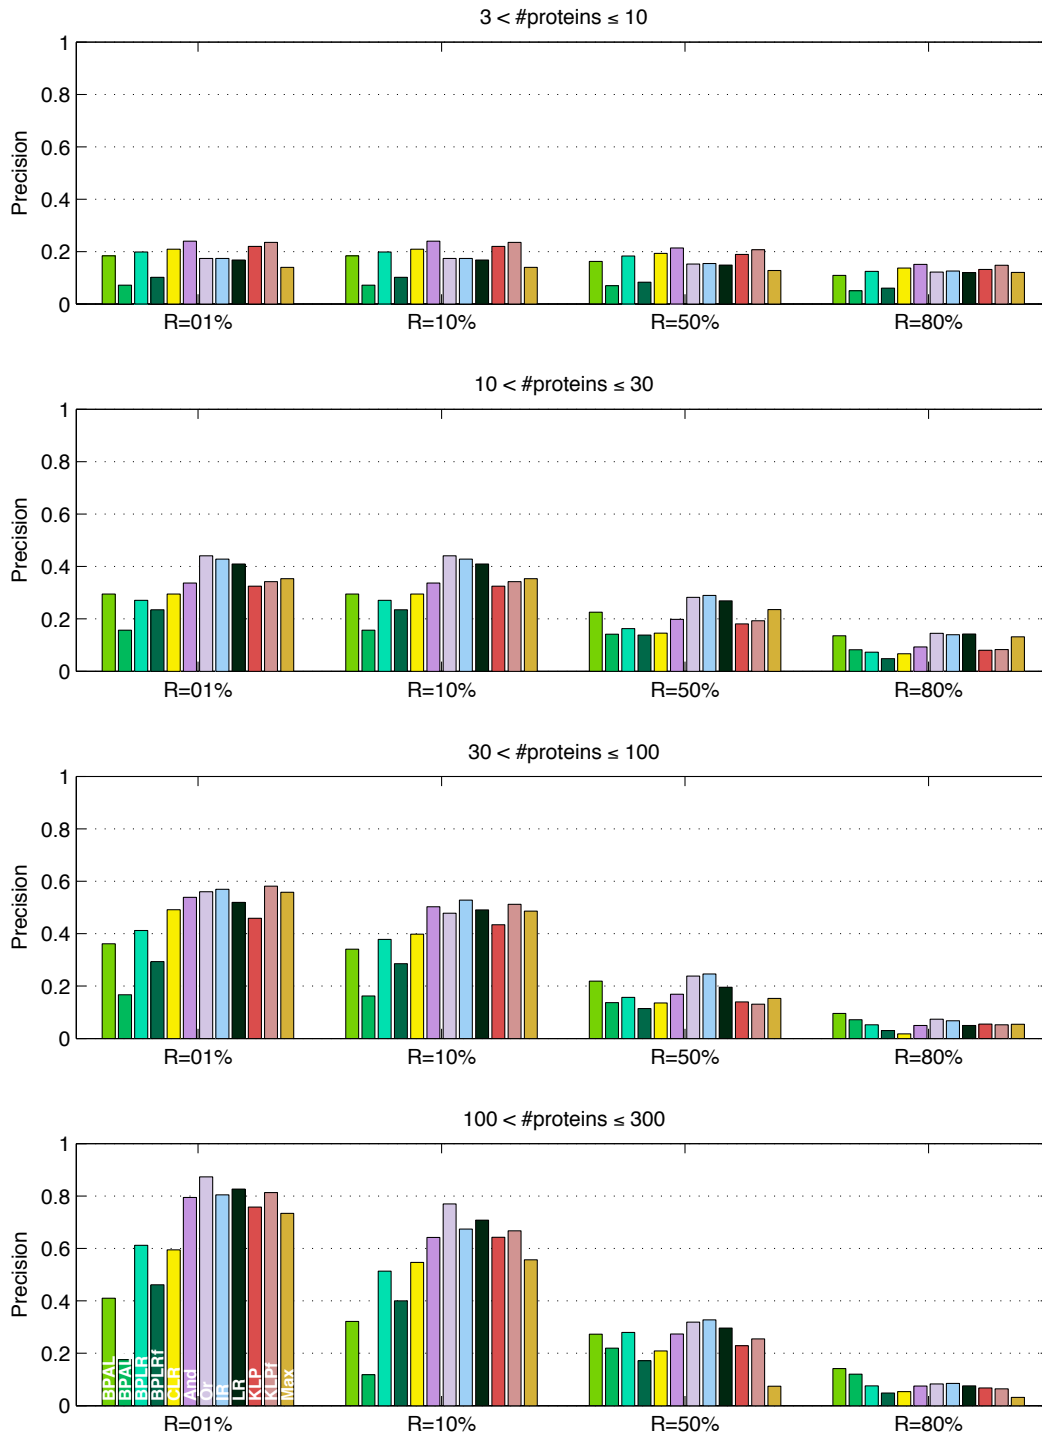 3 < #proteins ≤ 10
Precision
1
0.8
0.6
0.4
0.2
0
R=01% R=10% R=50% R=80%
10 < #proteins ≤ 30
Precision
1
0.8
0.6
0.4
0.2
0
R=01% R=10% R=50% R=80%
30 < #proteins ≤ 100
Precision
1
0.8
0.6
0.4
0.2
0
R=01% R=10% R=50% R=80%
100 < #proteins ≤ 300
Precision
1
0.8
0.6
0.4
0.2
0
BPAL
BPAL
BPLR
BPLRf
CLR
And
Or
IR
LR
KLP
KLPf
Max
R=01% R=10% R=50% R=80%